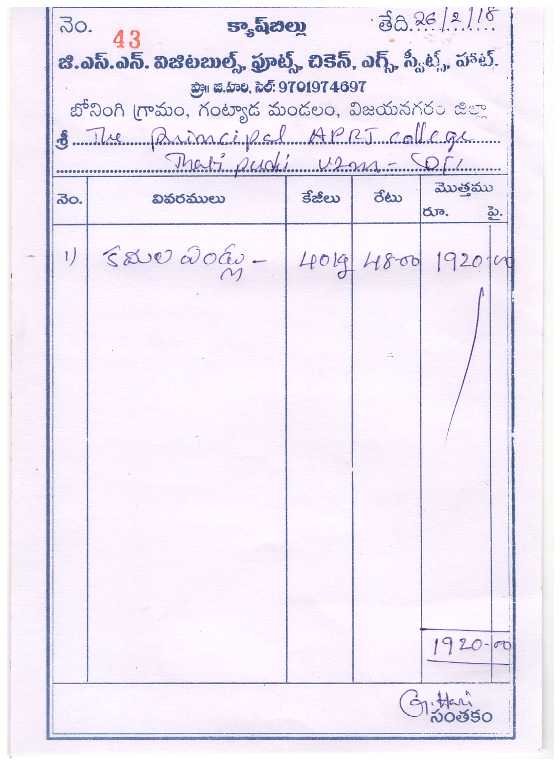 నెం. 43 క్యాష్‌బిల్లు తేది. 26/2/18
జి.ఎస్.ఎన్. విజిటబుల్స్, ఫ్రూట్స్, చికెన్, ఎగ్స్, స్వీట్స్, హాట్.
ప్రొ॥ జి.హరి, సెల్: 9701974697
బోనింగి గ్రామం, గంట్యాడ మండలం, విజయనగరం జిల్లా
శ్రీ The Principal APRJ College
Thatipudi VZM -
నెం. వివరములు కేజీలు రేటు మొత్తము
రూ. పై.
1) కమల పండ్లు - 40kg 48-00 1920-00
1920-00
G. Hari
సంతకం